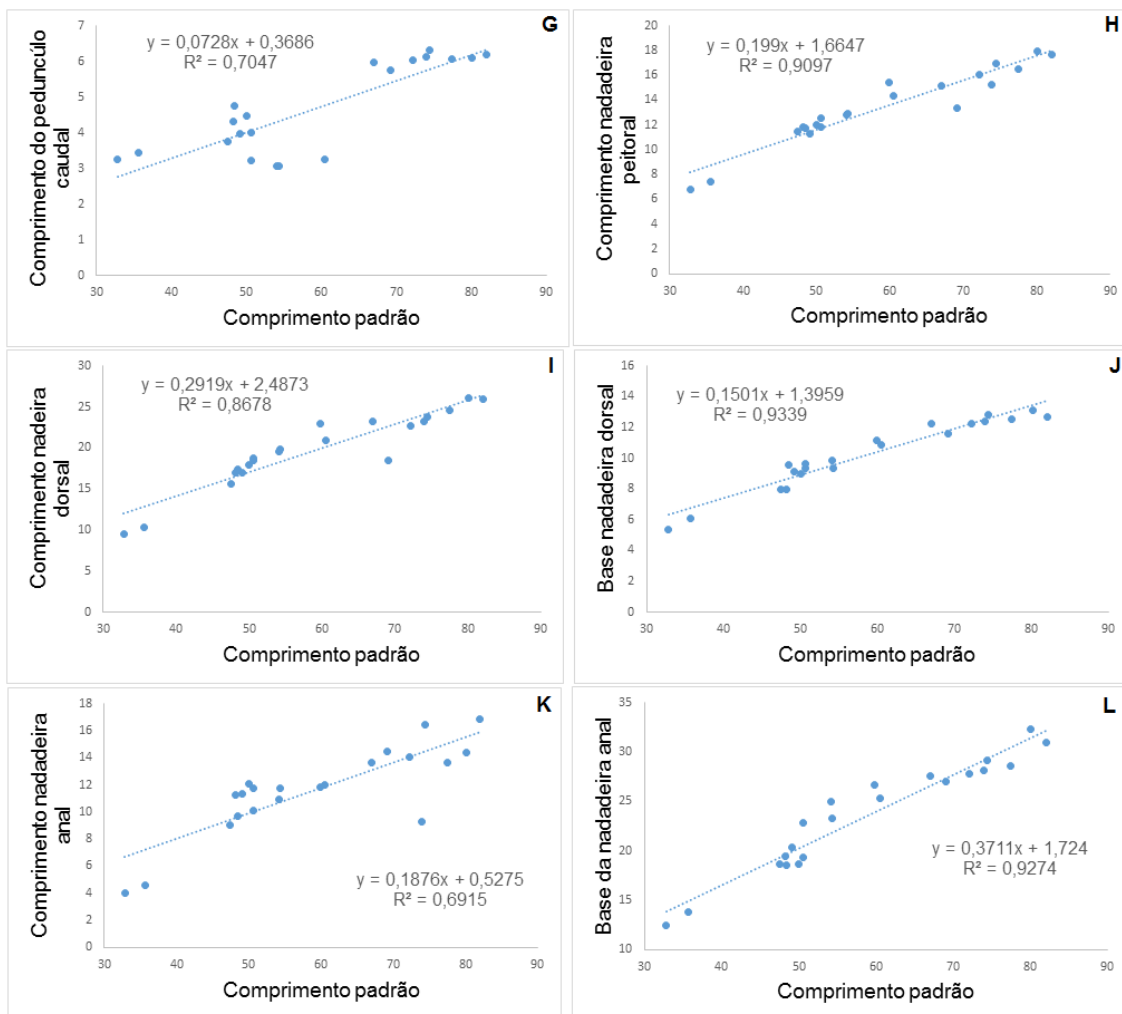 G
y = 0,0728x + 0,3686
R² = 0,7047
Comprimento do pedunćulo
caudal
7
6
5
4
3
2
1
0
30 40 50 60 70 80 90
Comprimento padrão
H
y = 0,199x + 1,6647
R² = 0,9097
Comprimento nadadeira
peitoral
20
18
16
14
12
10
8
6
4
2
0
30 40 50 60 70 80 90
Comprimento padrão
I
y = 0,2919x + 2,4873
R² = 0,8678
Comprimento nadeira
dorsal
30
25
20
15
10
5
0
30 40 50 60 70 80 90
Comprimento padrão
J
y = 0,1501x + 1,3959
R² = 0,9339
Base nadadeira dorsal
16
14
12
10
8
6
4
2
0
30 40 50 60 70 80 90
Comprimento padrão
K
y = 0,1876x + 0,5275
R² = 0,6915
Comprimento nadadeira
anal
18
16
14
12
10
8
6
4
2
0
30 40 50 60 70 80 90
Comprimento padrão
L
y = 0,3711x + 1,724
R² = 0,9274
Base da nadadeira anal
35
30
25
20
15
10
30 40 50 60 70 80 90
Comprimento padrão